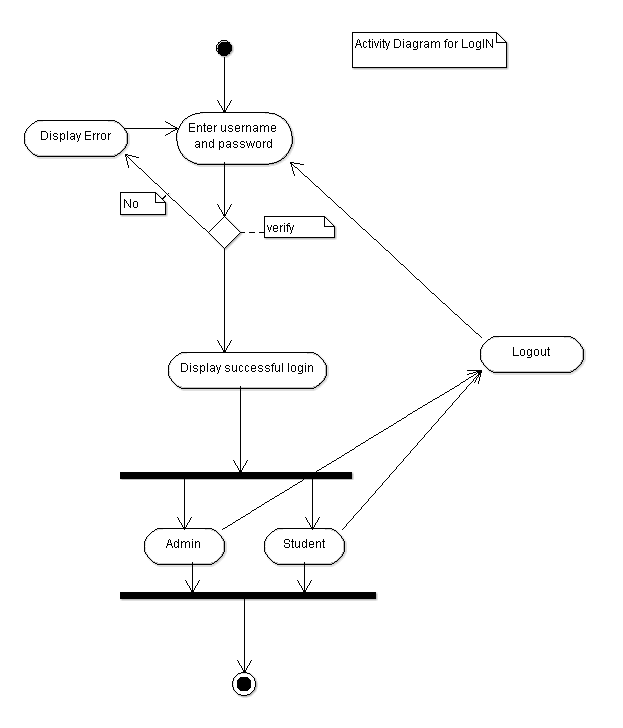 Activity Diagram for LogIN
Enter username
and password
Display Error
No
verify
Display successful login
Logout
Admin
Student